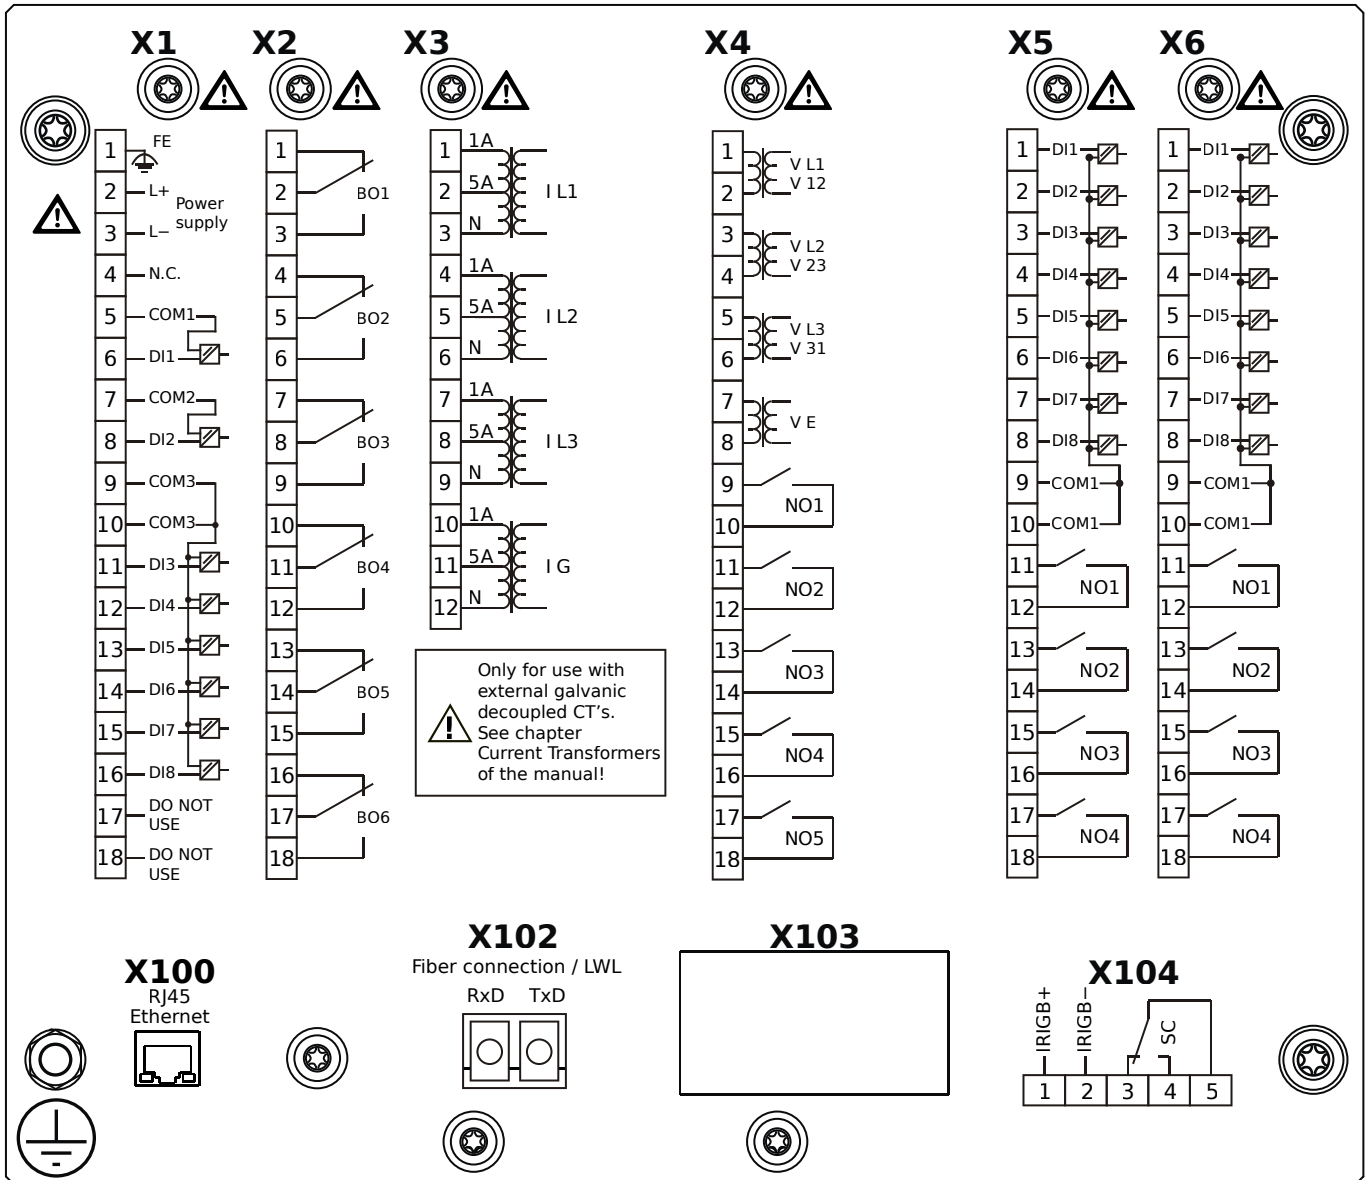 X1 X2 X3 X4 X5 X6
1 FE
2 L+
Power
supply
3 L−
4 N.C.
5 COM1
6 DI1
7 COM2
8 DI2
9 COM3
10 COM3
11 DI3
12 DI4
13 DI5
14 DI6
15 DI7
16 DI8
17 DO NOT
USE
18 DO NOT
USE
1
2 BO1
3
4
5 BO2
6
7
8 BO3
9
10
11 BO4
12
13
14 BO5
15
16
17 BO6
18
1 1A
2 5A I L1
3 N
4 1A
5 5A I L2
6 N
7 1A
8 5A I L3
9 N
10 1A
11 5A I G
12 N
Only for use with
external galvanic
decoupled CT's.
See chapter
Current Transformers
of the manual!
1 V L1
2 V 12
3 V L2
4 V 23
5 V L3
6 V 31
7 V E
8
9 NO1
10
11 NO2
12
13 NO3
14
15 NO4
16
17 NO5
18
1 DI1
2 DI2
3 DI3
4 DI4
5 DI5
6 DI6
7 DI7
8 DI8
9 COM1
10 COM1
11 NO1
12
13 NO2
14
15 NO3
16
17 NO4
18
1 DI1
2 DI2
3 DI3
4 DI4
5 DI5
6 DI6
7 DI7
8 DI8
9 COM1
10 COM1
11 NO1
12
13 NO2
14
15 NO3
16
17 NO4
18
X100
RJ45
Ethernet
X102
Fiber connection / LWL
RxD TxD
X103
X104
IRIGB+ IRIGB− SC
1 2 3 4 5